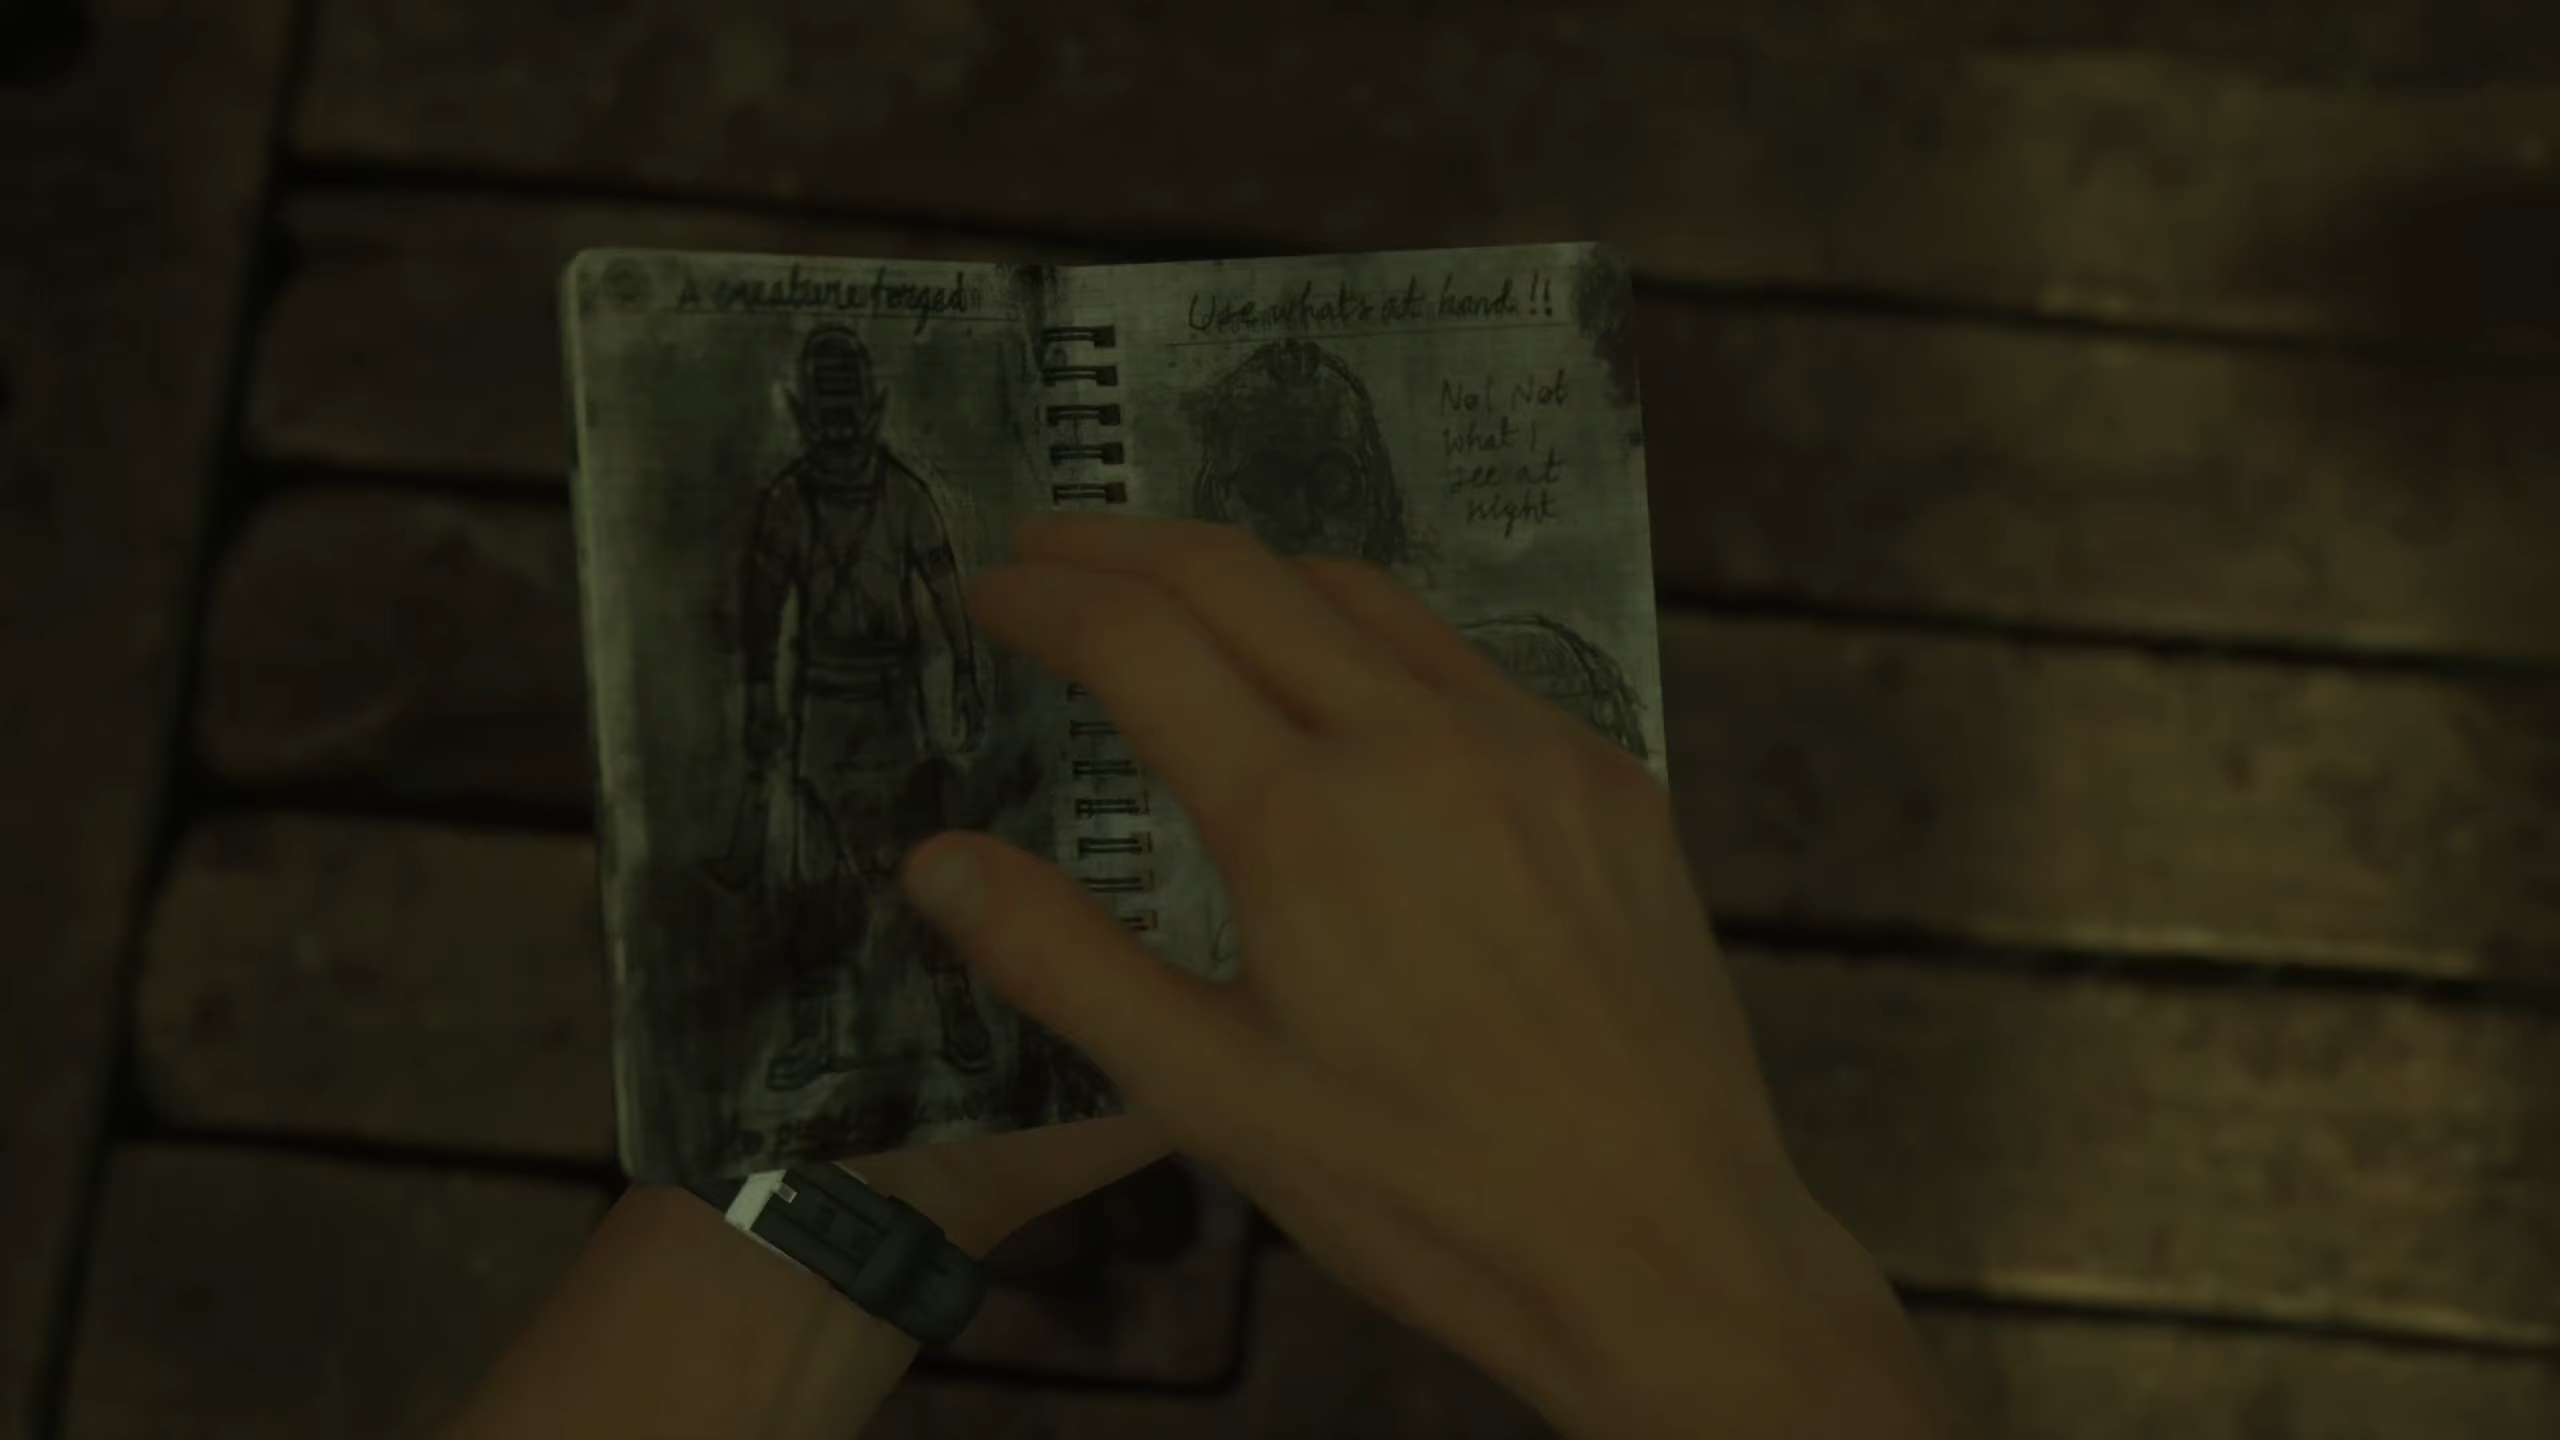 A creature forged
Use what's at hand!!
No! Not
what I
see at
night